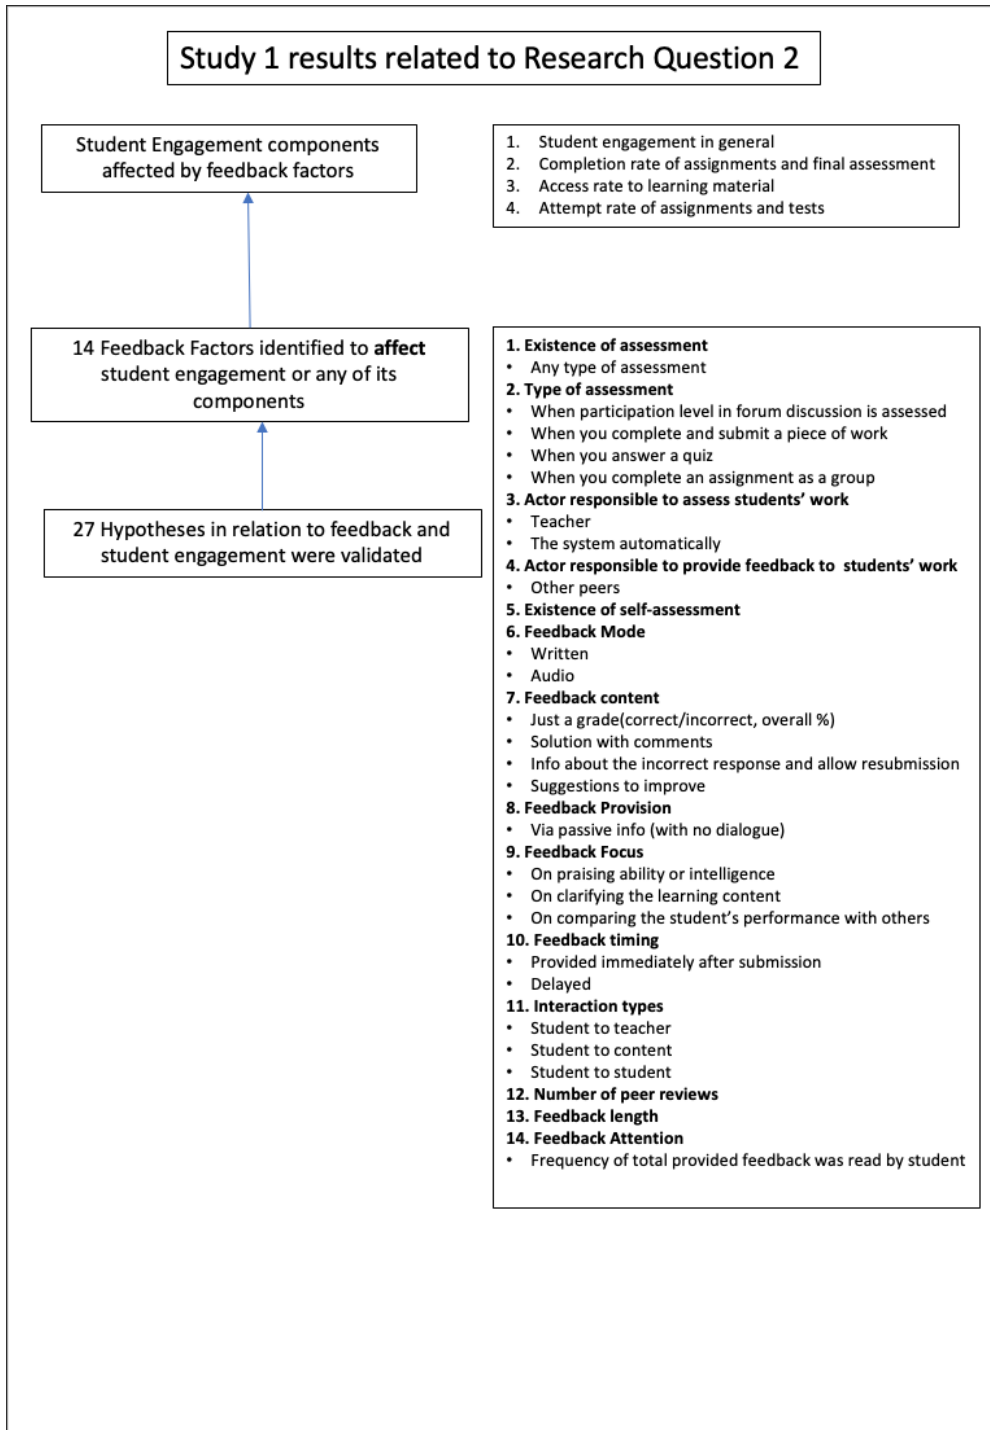 Study 1 results related to Research Question 2
Student Engagement components
affected by feedback factors
1. Student engagement in general
2. Completion rate of assignments and final assessment
3. Access rate to learning material
4. Attempt rate of assignments and tests
14 Feedback Factors identified to affect
student engagement or any of its
components
27 Hypotheses in relation to feedback and
student engagement were validated
1. Existence of assessment
• Any type of assessment
2. Type of assessment
• When participation level in forum discussion is assessed
• When you complete and submit a piece of work
• When you answer a quiz
• When you complete an assignment as a group
3. Actor responsible to assess students’ work
• Teacher
• The system automatically
4. Actor responsible to provide feedback to students’ work
• Other peers
5. Existence of self-assessment
6. Feedback Mode
• Written
• Audio
7. Feedback content
• Just a grade(correct/incorrect, overall %)
• Solution with comments
• Info about the incorrect response and allow resubmission
• Suggestions to improve
8. Feedback Provision
• Via passive info (with no dialogue)
9. Feedback Focus
• On praising ability or intelligence
• On clarifying the learning content
• On comparing the student’s performance with others
10. Feedback timing
• Provided immediately after submission
• Delayed
11. Interaction types
• Student to teacher
• Student to content
• Student to student
12. Number of peer reviews
13. Feedback length
14. Feedback Attention
• Frequency of total provided feedback was read by student